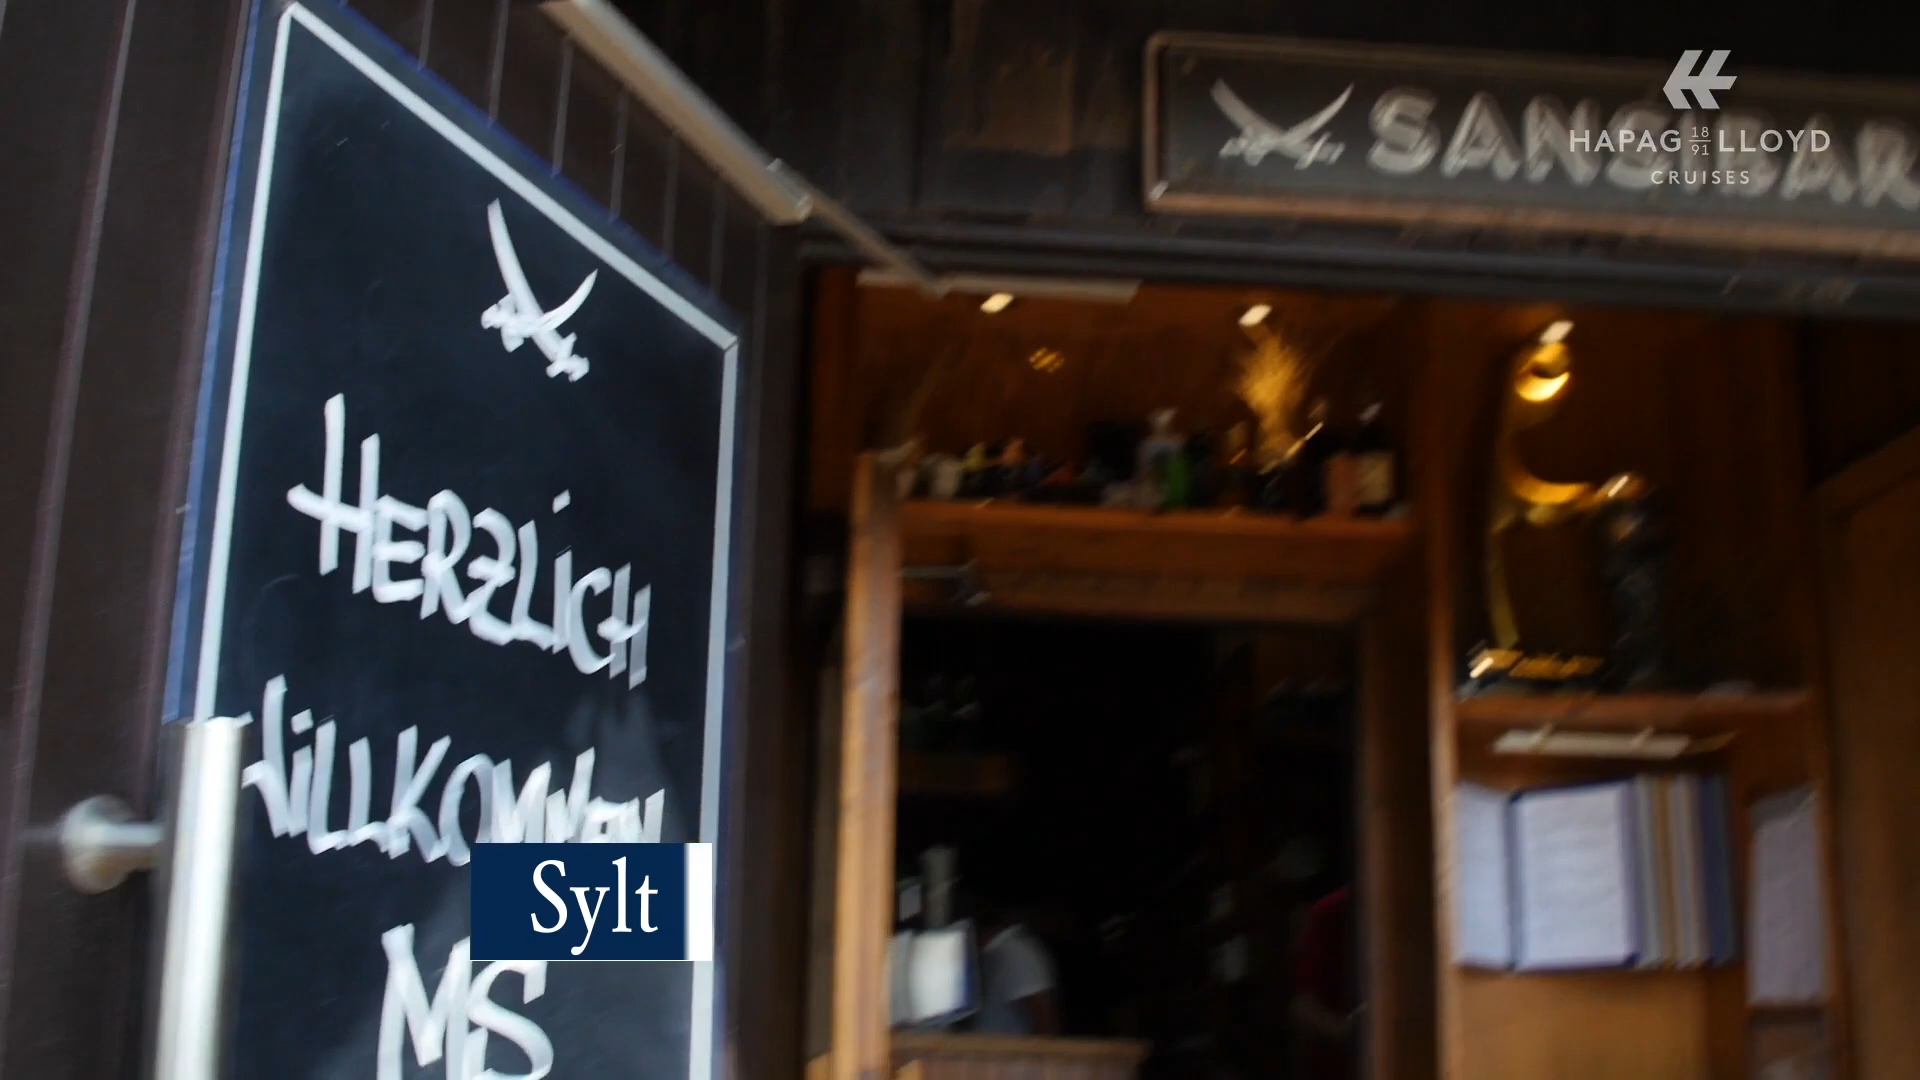 SANSIBAR
HAPAG 18 91 LLOYD
CRUISES
HERZLICH
WILLKOMMEN
MS
Sylt